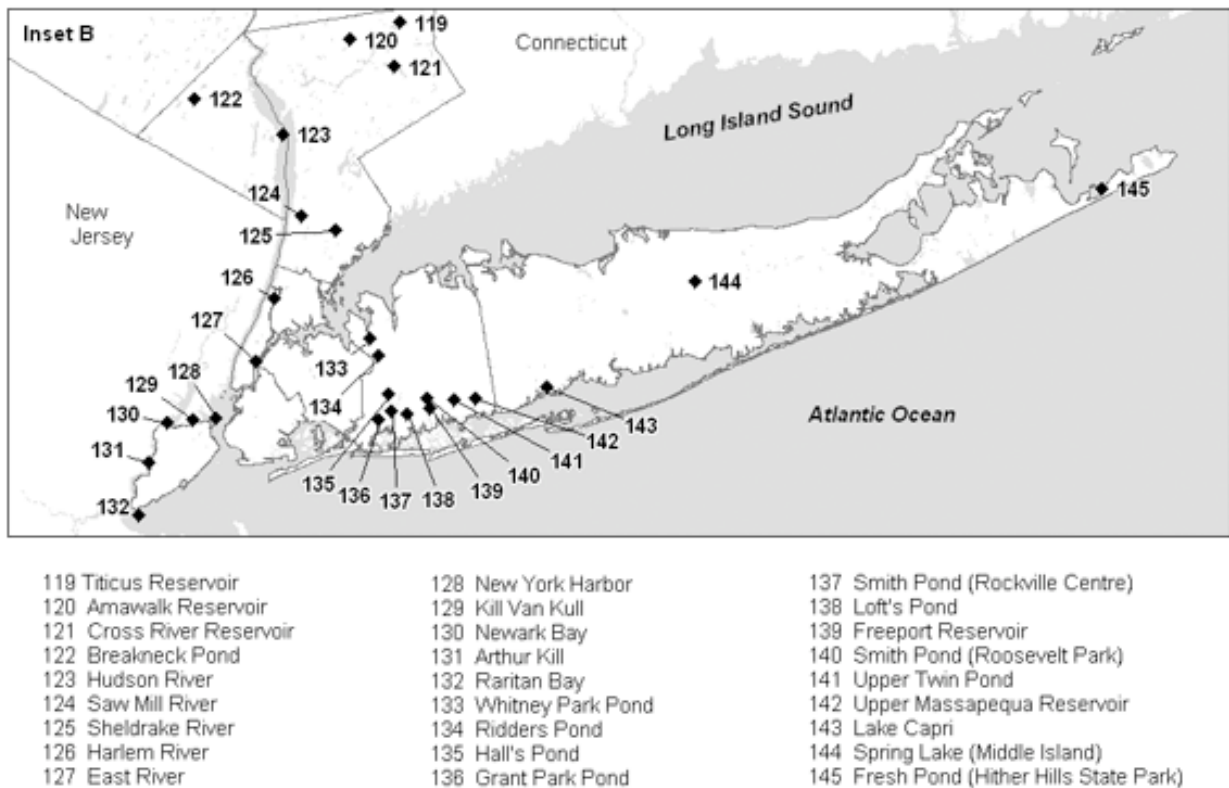 Inset B
119
120
Connecticut
121
122
Long Island Sound
123
124
145
New
Jersey
125
126
144
127
133
128
129
134
143
Atlantic Ocean
130
142
131
141
135
140
136
137
138
139
132
119 Titicus Reservoir
120 Amawalk Reservoir
121 Cross River Reservoir
122 Breakneck Pond
123 Hudson River
124 Saw Mill River
125 Sheldrake River
126 Harlem River
127 East River
128 New York Harbor
129 Kill Van Kull
130 Newark Bay
131 Arthur Kill
132 Raritan Bay
133 Whitney Park Pond
134 Ridders Pond
135 Hall's Pond
136 Grant Park Pond
137 Smith Pond (Rockville Centre)
138 Loft's Pond
139 Freeport Reservoir
140 Smith Pond (Roosevelt Park)
141 Upper Twin Pond
142 Upper Massapequa Reservoir
143 Lake Capri
144 Spring Lake (Middle Island)
145 Fresh Pond (Hither Hills State Park)